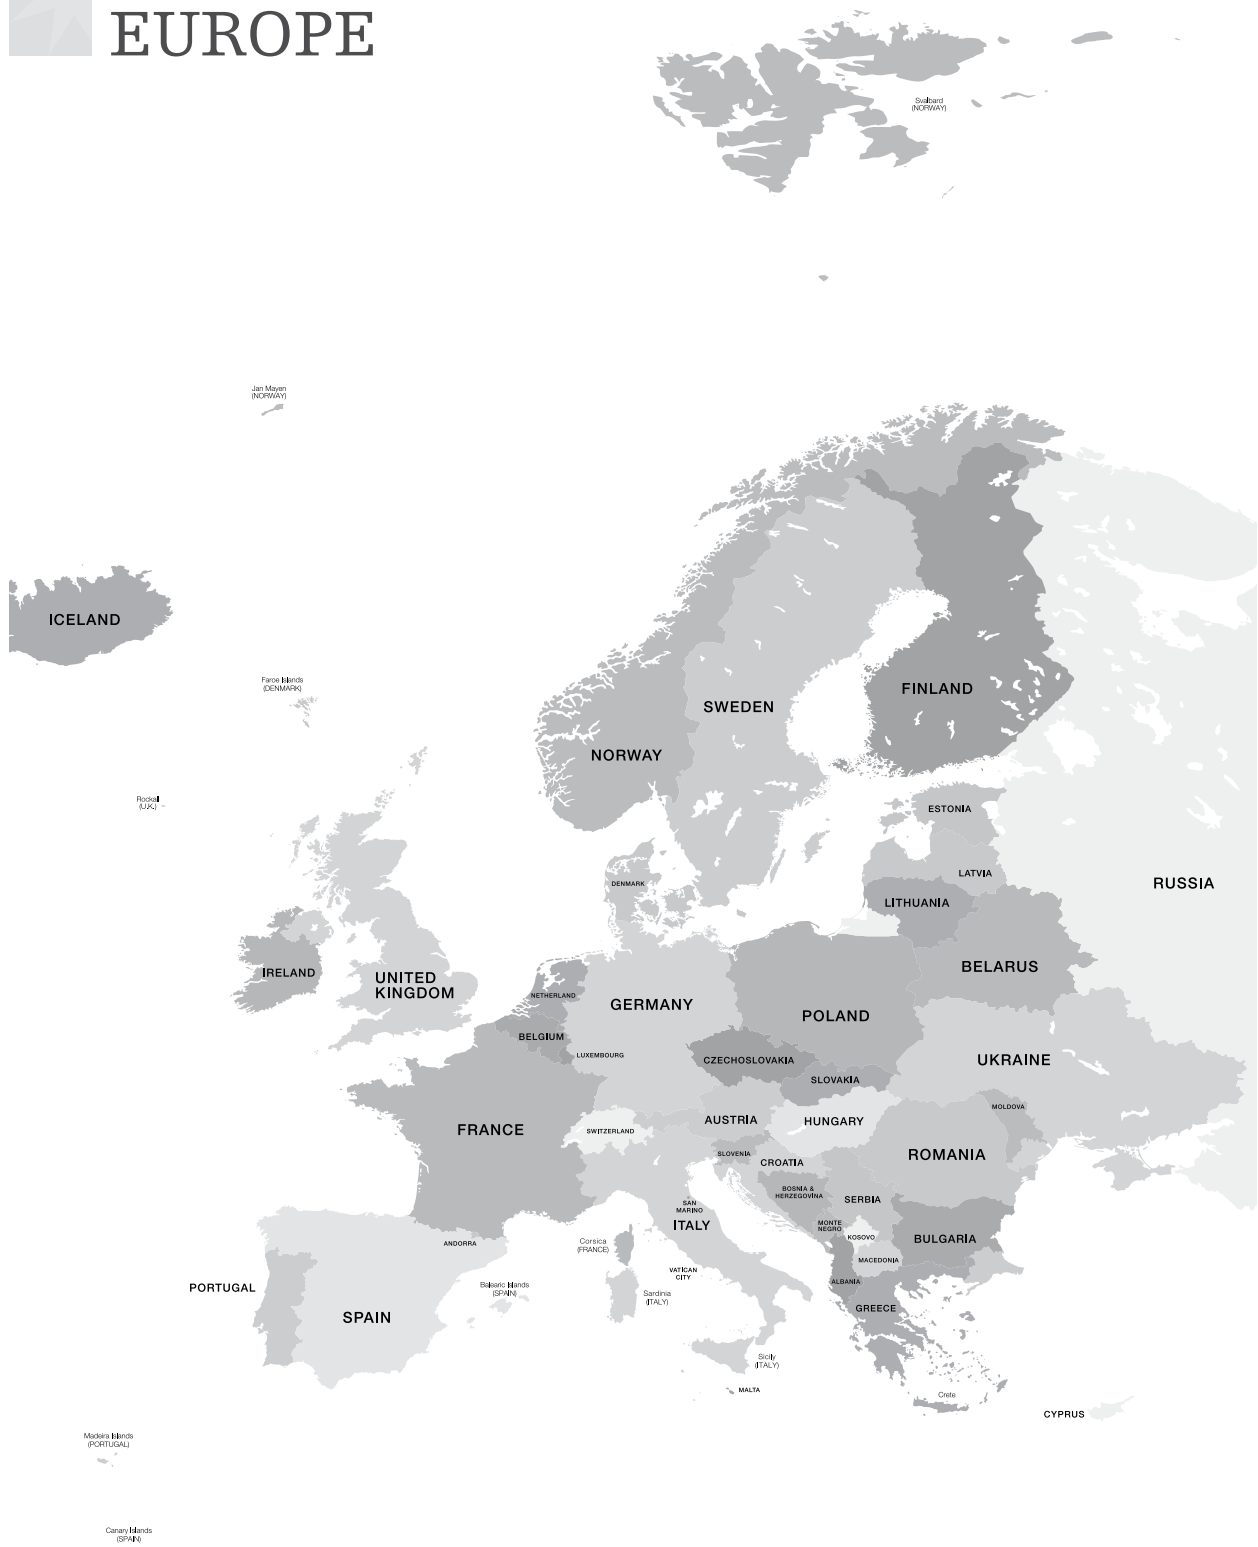 EUROPE
Svalbard
(NORWAY)
Jan Mayen
(NORWAY)
ICELAND
Faroe Islands
(DENMARK)
FINLAND
SWEDEN
NORWAY
Rockall
(U.K.)
ESTONIA
LATVIA
RUSSIA
DENMARK
LITHUANIA
BELARUS
IRELAND
UNITED
KINGDOM
NETHERLAND
GERMANY
POLAND
BELGIUM
LUXEMBOURG
CZECHOSLOVAKIA
UKRAINE
SLOVAKIA
MOLDOVA
AUSTRIA
HUNGARY
FRANCE
SWITZERLAND
SLOVENIA
ROMANIA
CROATIA
BOSNIA &
HERZEGOVINA
SERBIA
SAN
MARINO
ITALY
MONTE
NEGRO
KOSOVO
BULGARIA
ANDORRA
Corsica
(FRANCE)
MACEDONIA
VATICAN
CITY
ALBANIA
PORTUGAL
Balearic Islands
(SPAIN)
Sardinia
(ITALY)
GREECE
SPAIN
Sicily
(ITALY)
MALTA
Crete
CYPRUS
Madeira Islands
(PORTUGAL)
Canary Islands
(SPAIN)